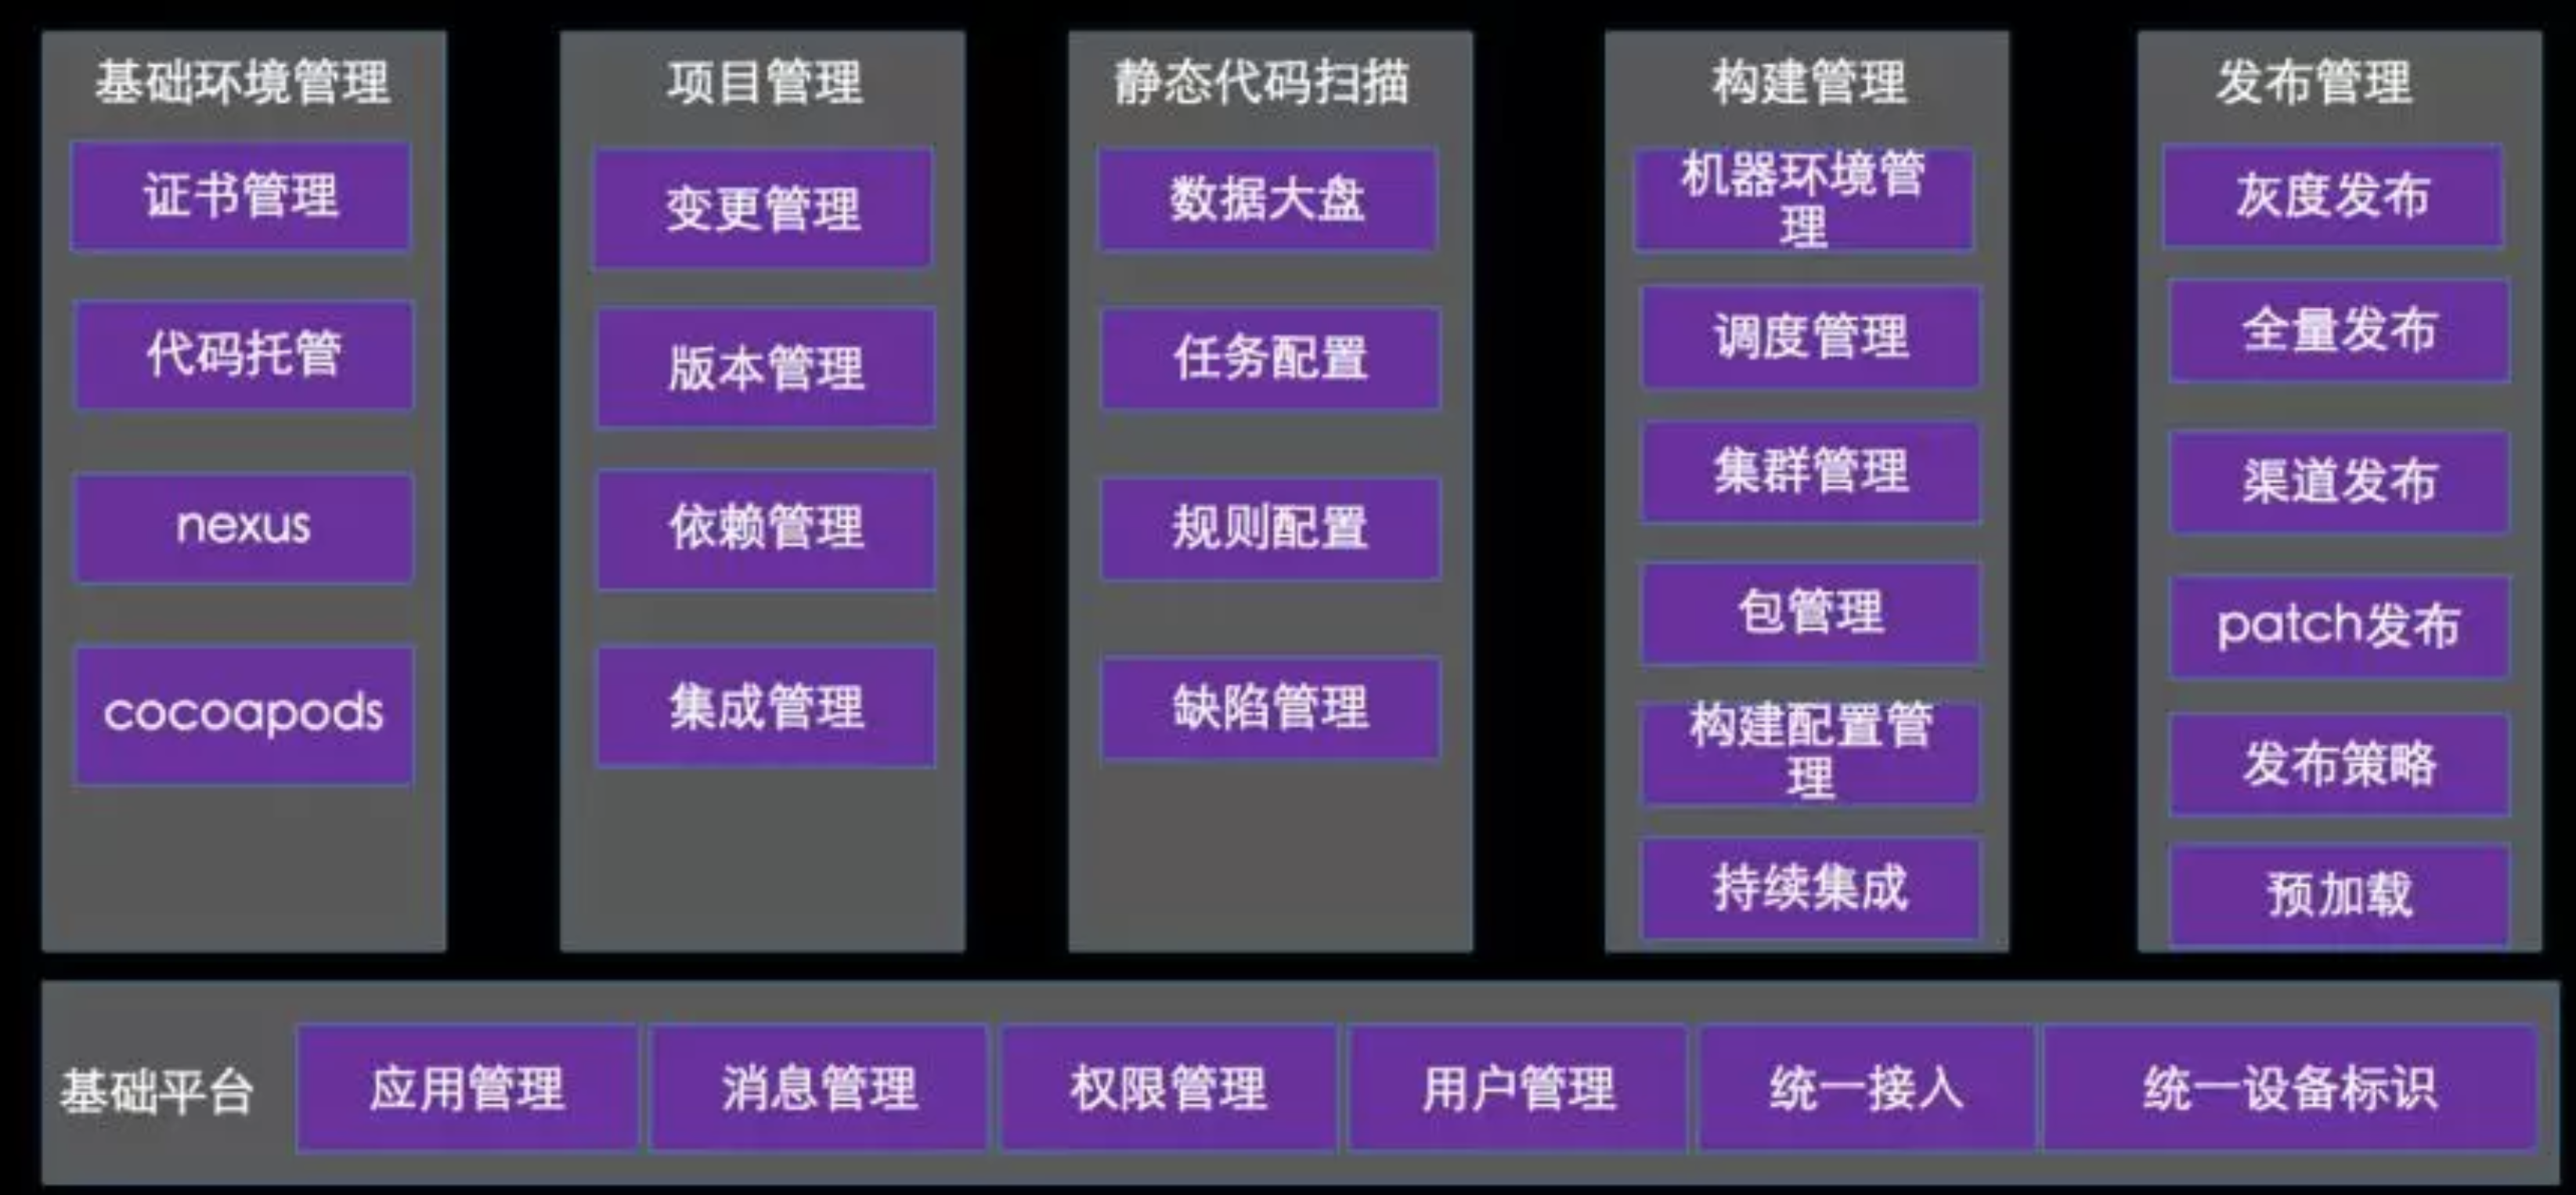 基础环境管理
证书管理
代码托管
nexus
cocoapods
项目管理
变更管理
版本管理
依赖管理
集成管理
静态代码扫描
数据大盘
任务配置
规则配置
缺陷管理
构建管理
机器环境管
理
调度管理
集群管理
包管理
构建配置管
理
持续集成
发布管理
灰度发布
全量发布
渠道发布
patch发布
发布策略
预加载
基础平台
应用管理
消息管理
权限管理
用户管理
统一接入
统一设备标识